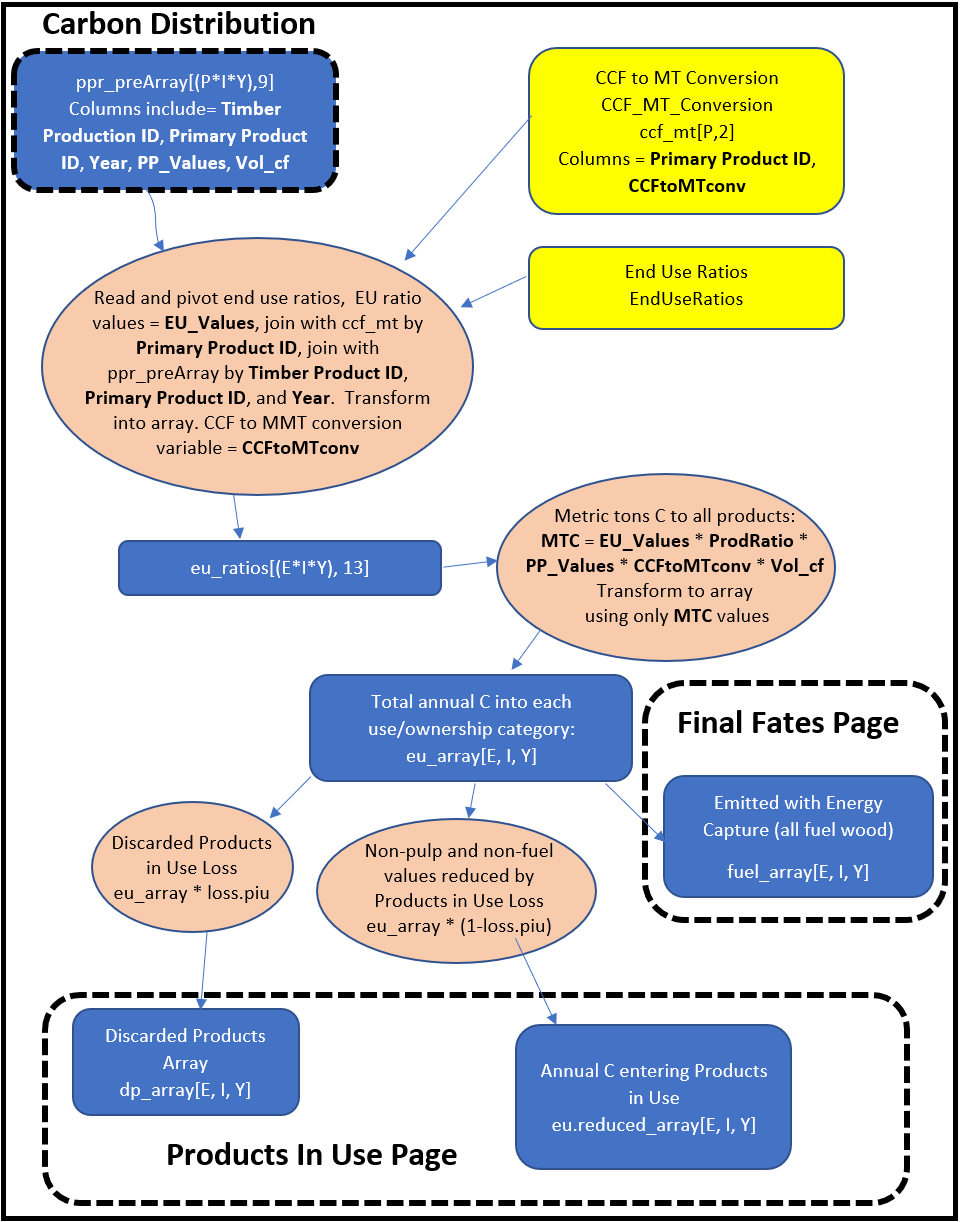 Carbon Distribution
ppr_preArray[(P*I*Y),9]
Columns include= Timber
Production ID, Primary Product
ID, Year, PP_Values, Vol_cf
CCF to MT Conversion
CCF_MT_Conversion
ccf_mt[P,2]
Columns = Primary Product ID,
CCFtoMTconv
End Use Ratios
EndUseRatios
Read and pivot end use ratios,  EU ratio
values = EU_Values, join with ccf_mt by
Primary Product ID, join with
ppr_preArray by Timber Product ID,
Primary Product ID, and Year.  Transform
into array. CCF to MMT conversion
variable = CCFtoMTconv
eu_ratios[(E*I*Y), 13]
Metric tons C to all products:
MTC = EU_Values * ProdRatio *
PP_Values * CCFtoMTconv * Vol_cf
Transform to array
using only MTC values
Total annual C into each
use/ownership category:
eu_array[E, I, Y]
Final Fates Page
Emitted with Energy
Capture (all fuel wood)
fuel_array[E, I, Y]
Discarded Products
in Use Loss
eu_array * loss.piu
Non-pulp and non-fuel
values reduced by
Products in Use Loss
eu_array * (1-loss.piu)
Discarded Products
Array
dp_array[E, I, Y]
Annual C entering Products
in Use
eu.reduced_array[E, I, Y]
Products In Use Page